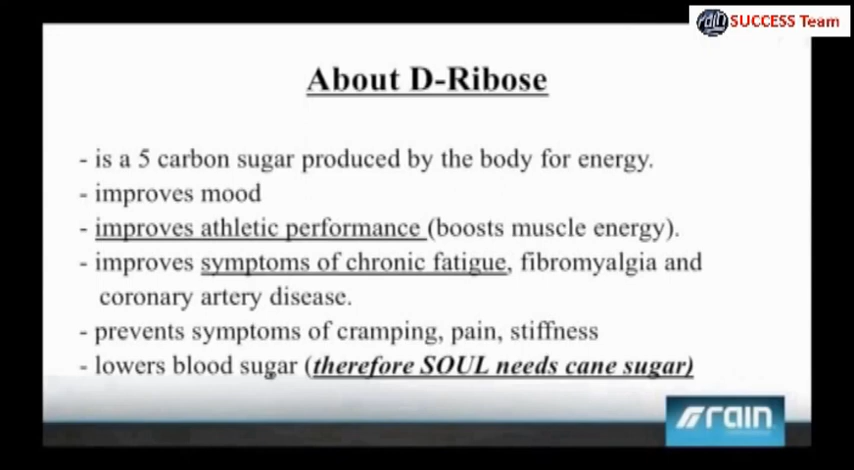 rain SUCCESS Team
About D-Ribose
- is a 5 carbon sugar produced by the body for energy.
- improves mood
- improves athletic performance (boosts muscle energy).
- improves symptoms of chronic fatigue, fibromyalgia and
coronary artery disease.
- prevents symptoms of cramping, pain, stiffness
- lowers blood sugar (therefore SOUL needs cane sugar)
rain